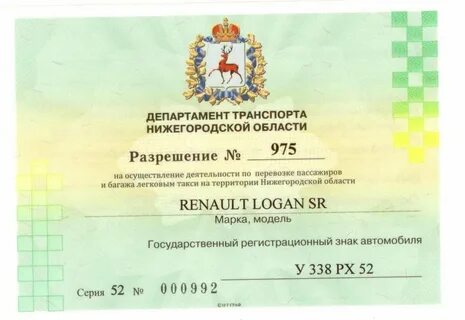 ДЕПАРТАМЕНТ ТРАНСПОРТА
НИЖЕГОРОДСКОЙ ОБЛАСТИ
Разрешение № 975
на осуществление деятельности по перевозке пассажиров
и багажа легковым такси на территории Нижегородской области
RENAULT LOGAN SR
Марка, модель
Государственный регистрационный знак автомобиля
У 338 РХ 52
Серия 52 № 000992